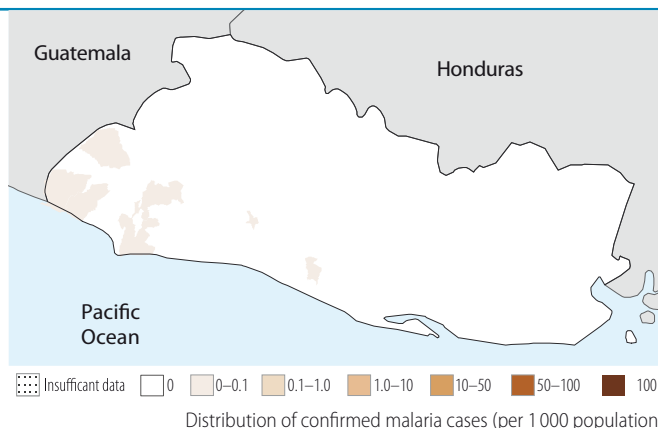 Guatemala
Honduras
Pacific
Ocean
Insufficant data 0 0–0.1 0.1–1.0 1.0–10 10–50 50–100 100
Distribution of confirmed malaria cases (per 1 000 population